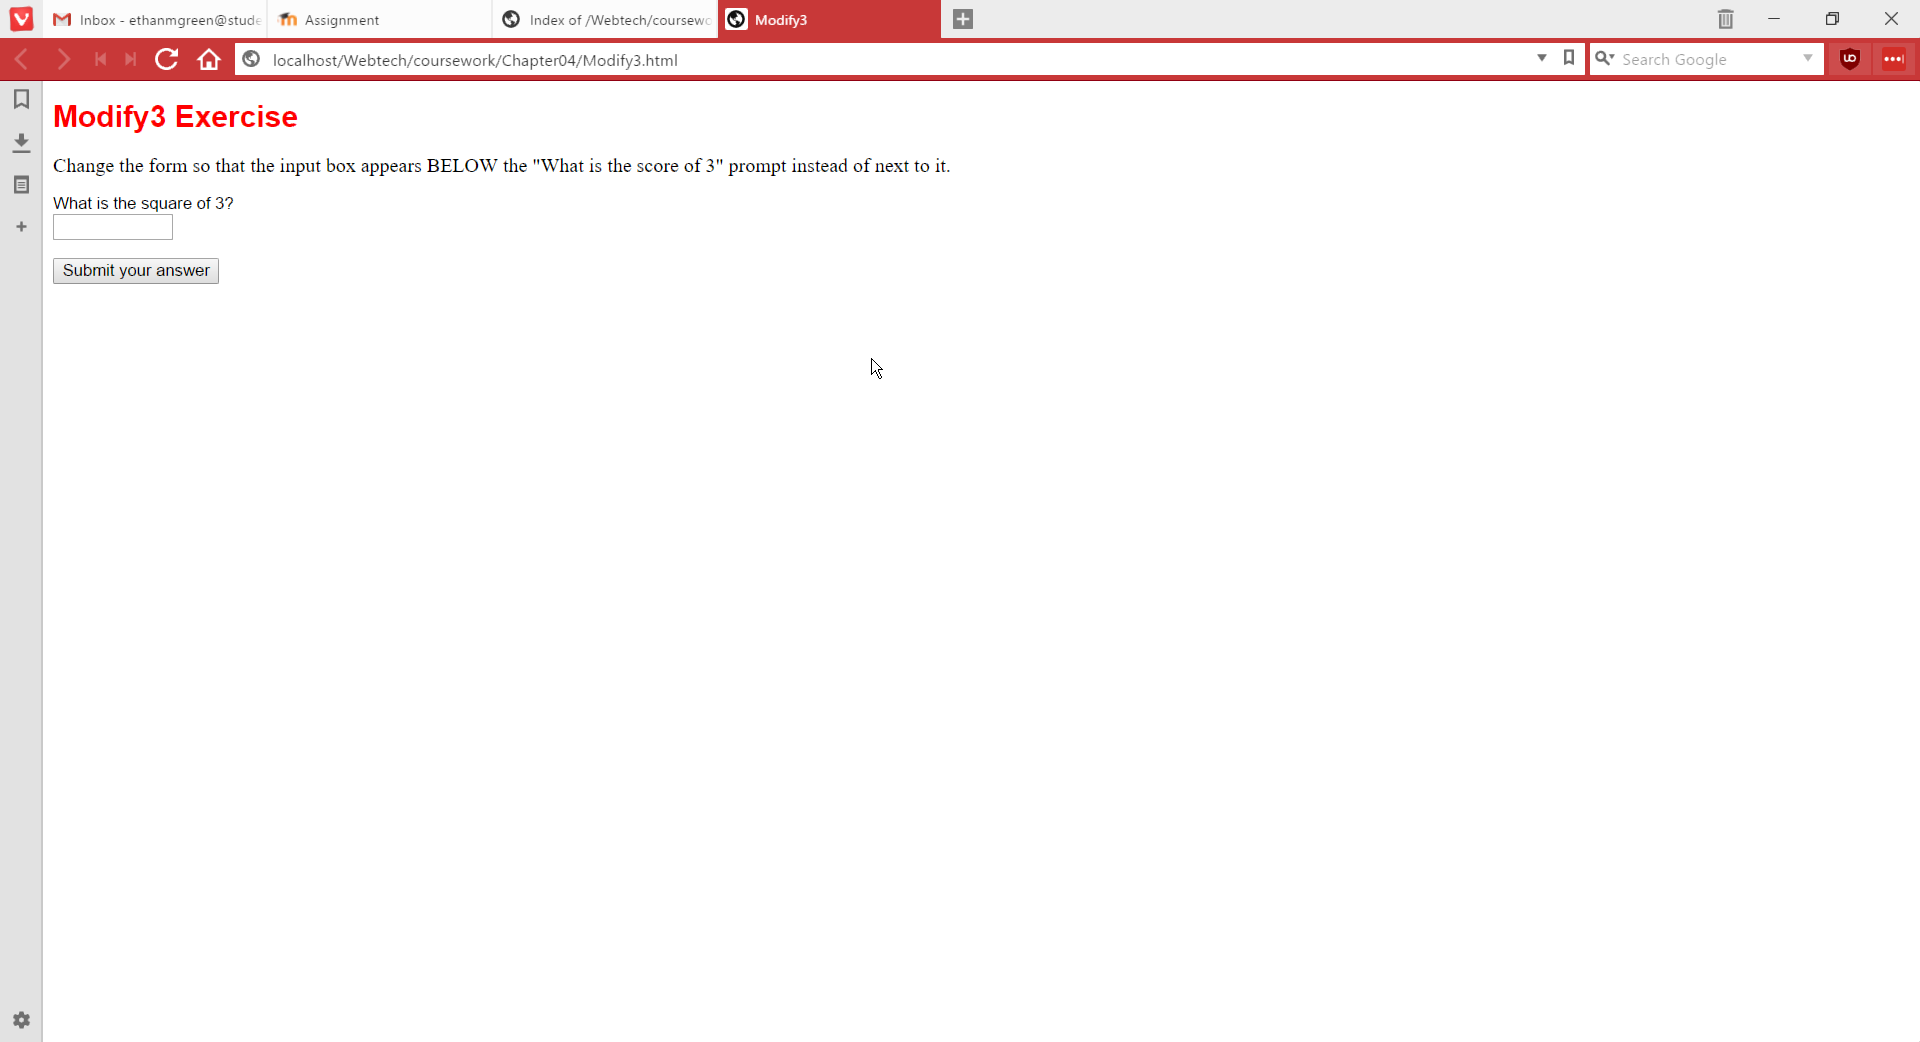 Inbox - ethanmgreen@stude
Assignment
Index of /Webtech/coursewo
Modify3
localhost/Webtech/coursework/Chapter04/Modify3.html
Search Google
Modify3 Exercise
Change the form so that the input box appears BELOW the "What is the score of 3" prompt instead of next to it.
What is the square of 3?
Submit your answer